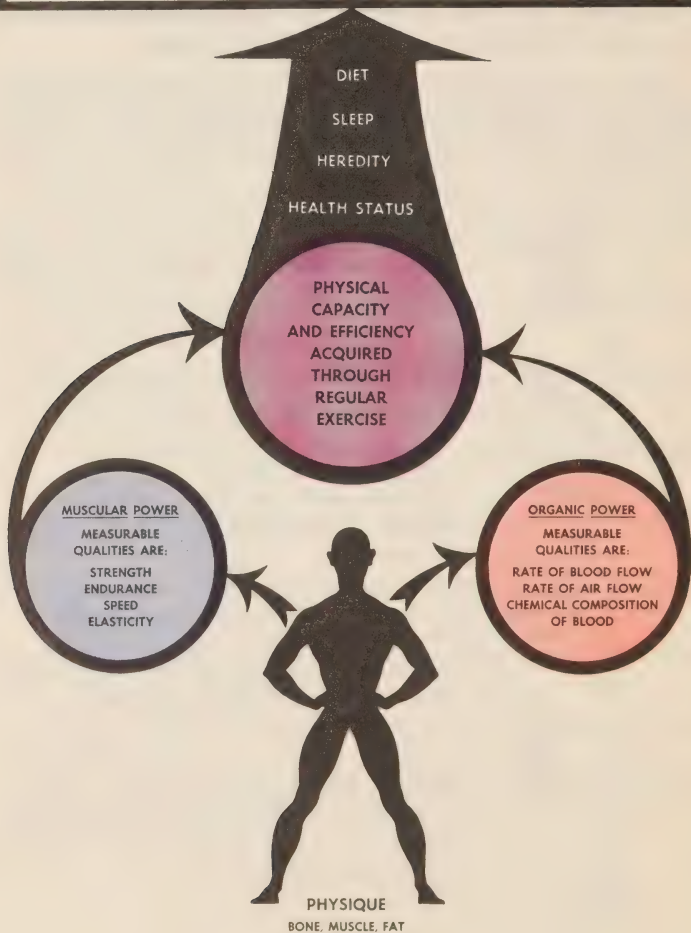 DIET
SLEEP
HEREDITY
HEALTH STATUS
PHYSICAL
CAPACITY
AND EFFICIENCY
ACQUIRED
THROUGH
REGULAR
EXERCISE
MUSCULAR POWER
MEASURABLE
QUALITIES ARE:
STRENGTH
ENDURANCE
SPEED
ELASTICITY
ORGANIC POWER
MEASURABLE
QUALITIES ARE:
RATE OF BLOOD FLOW
RATE OF AIR FLOW
CHEMICAL COMPOSITION
OF BLOOD
PHYSIQUE
BONE, MUSCLE, FAT